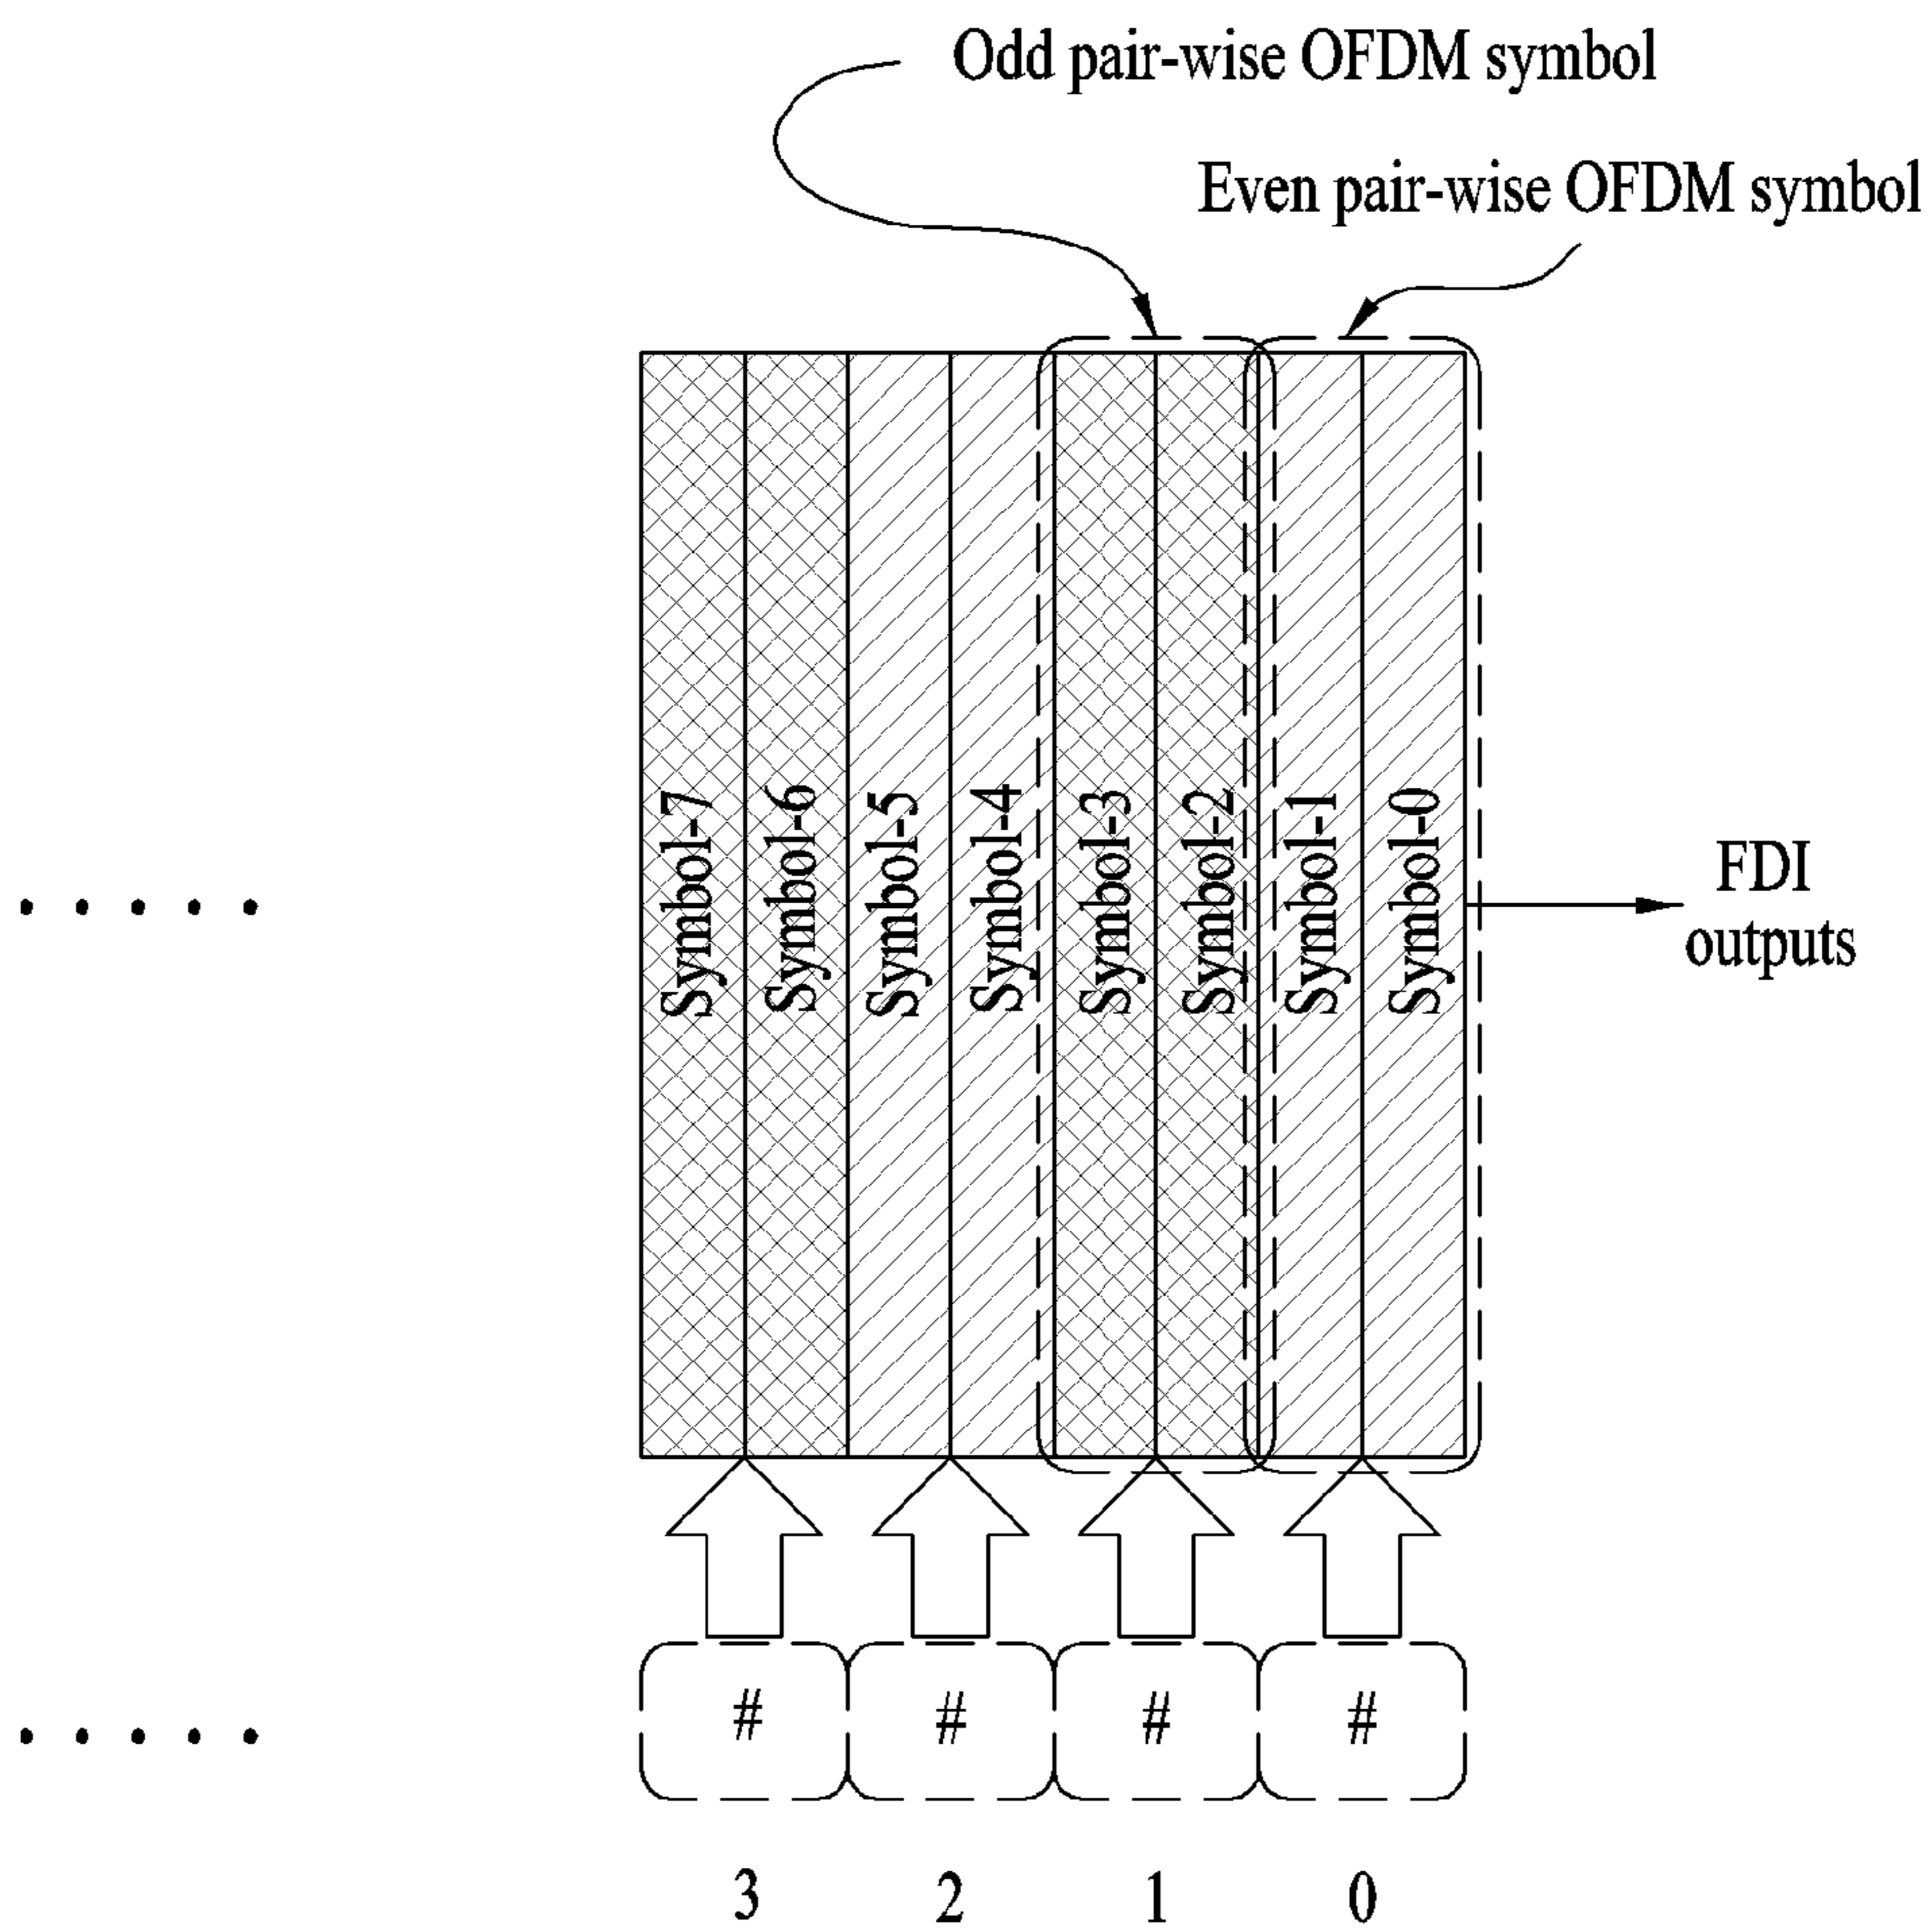 Odd pair-wise OFDM symbol
Even pair-wise OFDM symbol
Symbol-7
Symbol-6
Symbol-5
Symbol-4
Symbol-3
Symbol-2
Symbol-1
Symbol-0
FDI
outputs
# # # #
3 2 1 0